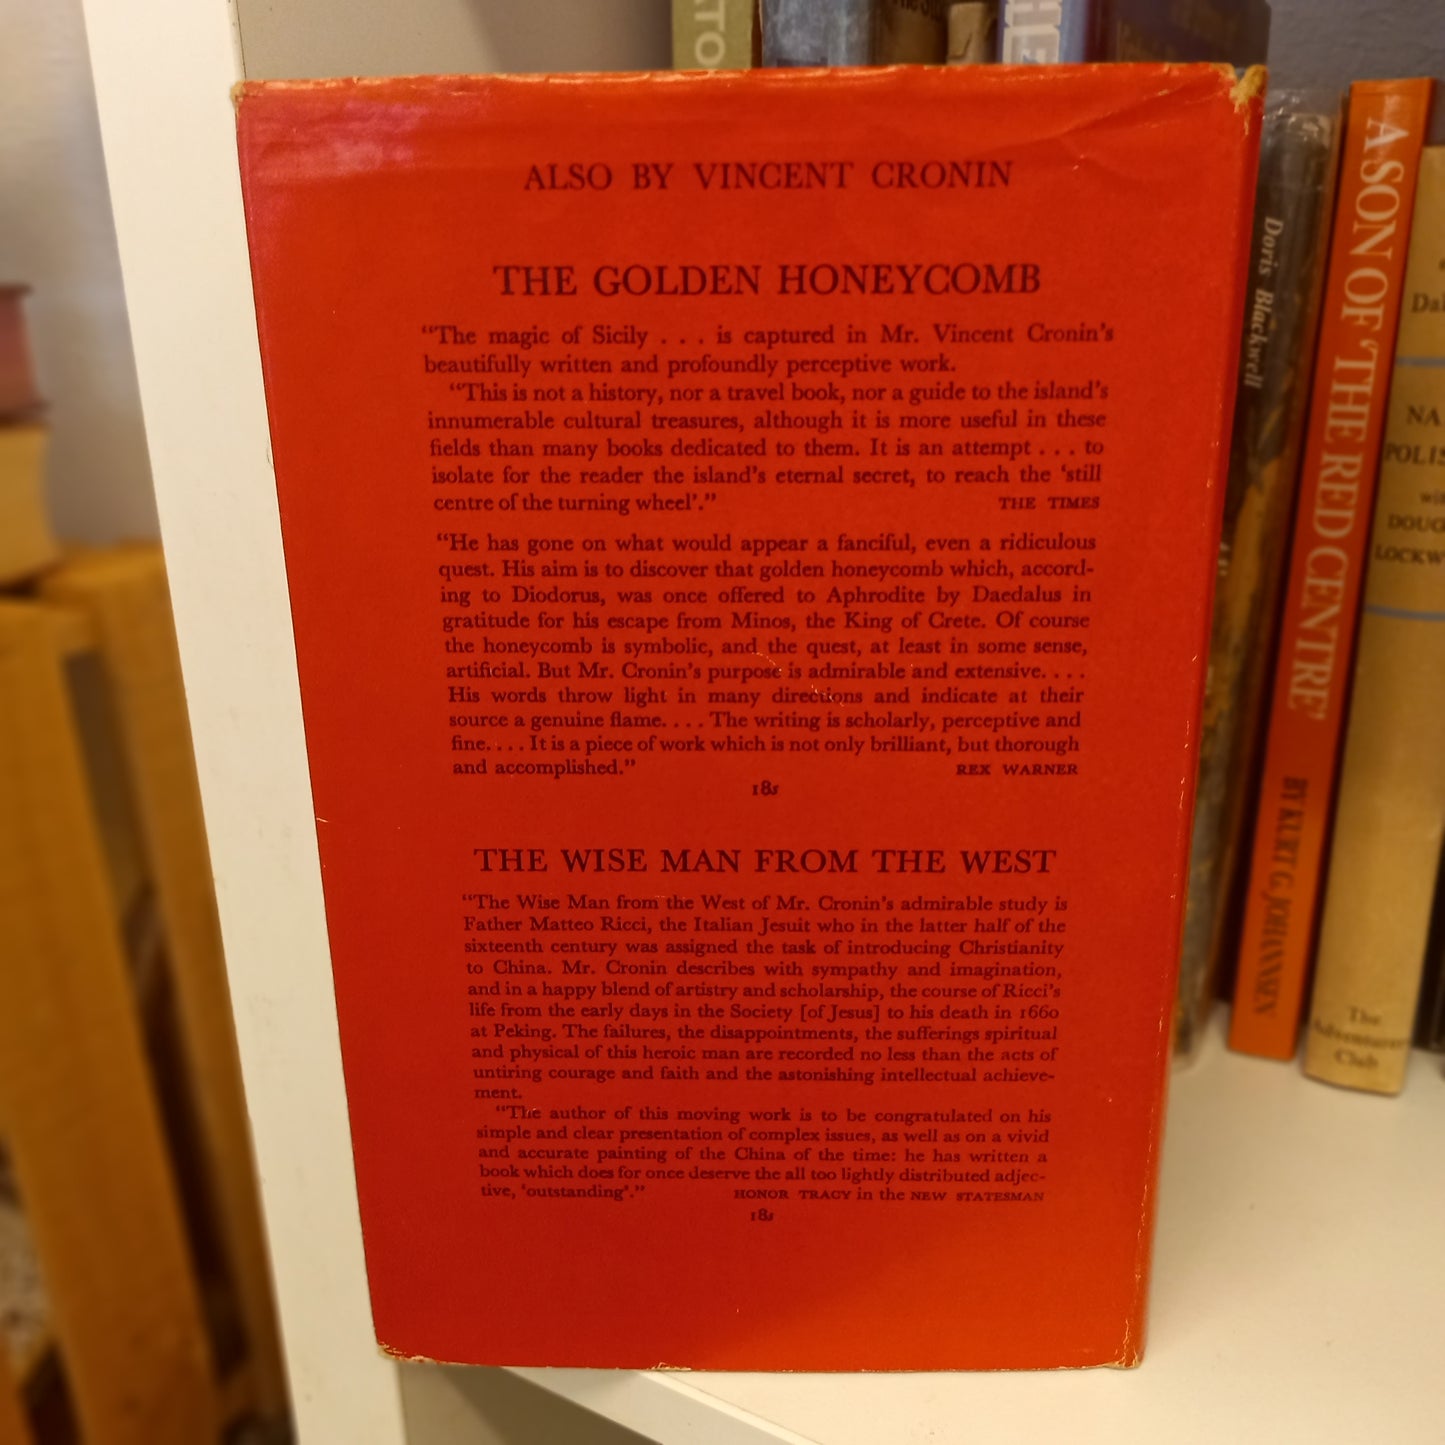 ALSO BY VINCENT CRONIN
THE GOLDEN HONEYCOMB
“The magic of Sicily . . . is captured in Mr. Vincent Cronin’s
beautifully written and profoundly perceptive work.
“This is not a history, nor a travel book, nor a guide to the island’s
innumerable cultural treasures, although it is more useful in these
fields than many books dedicated to them. It is an attempt . . . to
isolate for the reader the island’s eternal secret, to reach the ‘still
centre of the turning wheel’.” THE TIMES
“He has gone on what would appear a fanciful, even a ridiculous
quest. His aim is to discover that golden honeycomb which, accord-
ing to Diodorus, was once offered to Aphrodite by Daedalus in
gratitude for his escape from Minos, the King of Crete. Of course
the honeycomb is symbolic, and the quest, at least in some sense,
artificial. But Mr. Cronin’s purpose is admirable and extensive. . . .
His words throw light in many directions and indicate at their
source a genuine flame. . . . The writing is scholarly, perceptive and
fine. . . . It is a piece of work which is not only brilliant, but thorough
and accomplished.” REX WARNER
18s
THE WISE MAN FROM THE WEST
“The Wise Man from the West of Mr. Cronin’s admirable study is
Father Matteo Ricci, the Italian Jesuit who in the latter half of the
sixteenth century was assigned the task of introducing Christianity
to China. Mr. Cronin describes with sympathy and imagination,
and in a happy blend of artistry and scholarship, the course of Ricci’s
life from the early days in the Society [of Jesus] to his death in 1660
at Peking. The failures, the disappointments, the sufferings spiritual
and physical of this heroic man are recorded no less than the acts of
untiring courage and faith and the astonishing intellectual achieve-
ment.
“The author of this moving work is to be congratulated on his
simple and clear presentation of complex issues, as well as on a vivid
and accurate painting of the China of the time: he has written a
book which does for once deserve the all too lightly distributed adjec-
tive, ‘outstanding’.” HONOR TRACY in the NEW STATESMAN
18s
Doris Blackwell
A SON OF ‘THE RED CENTRE’
BY KURT G. JOHANNSEN
NA
POLIS
DOUG
LOCKW
The
Adventurers
Club